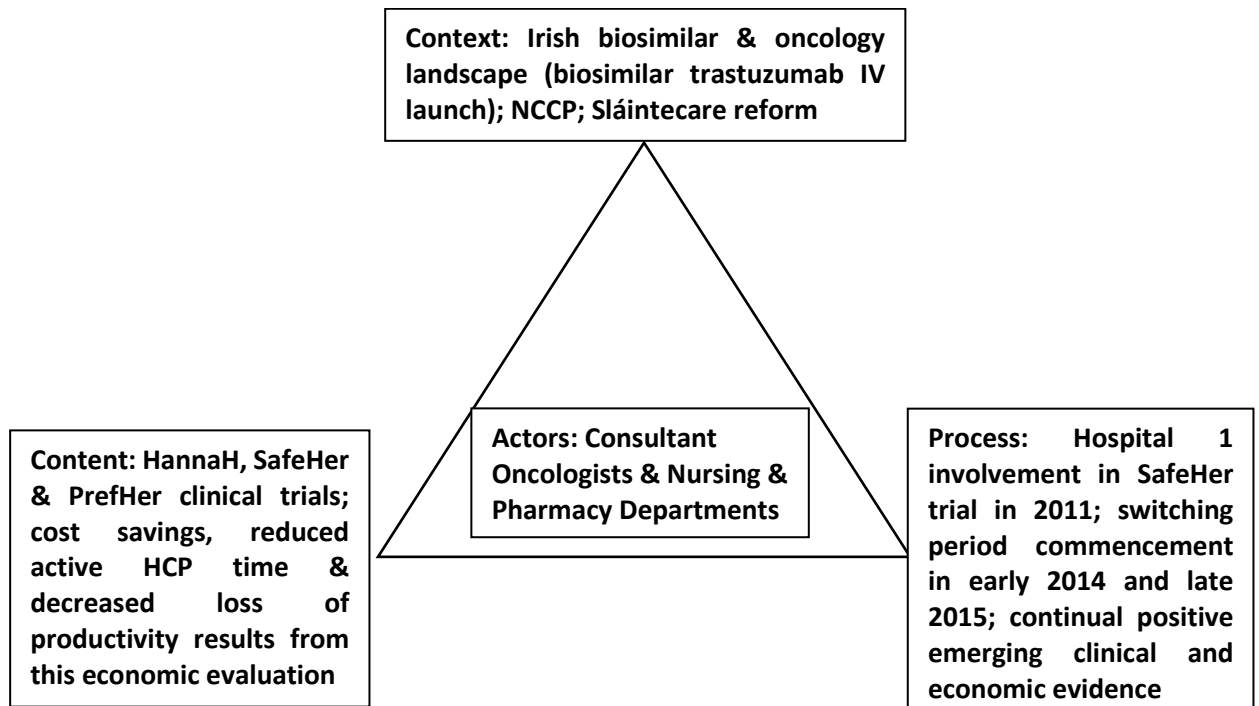 Context: Irish biosimilar & oncology
landscape (biosimilar trastuzumab IV
launch); NCCP; Sláintecare reform
Content: HannaH, SafeHer
& PrefHer clinical trials;
cost savings, reduced
active HCP time &
decreased loss of
productivity results from
this economic evaluation
Actors: Consultant
Oncologists & Nursing &
Pharmacy Departments
Process: Hospital 1
involvement in SafeHer
trial in 2011; switching
period commencement
in early 2014 and late
2015; continual positive
emerging clinical and
economic evidence